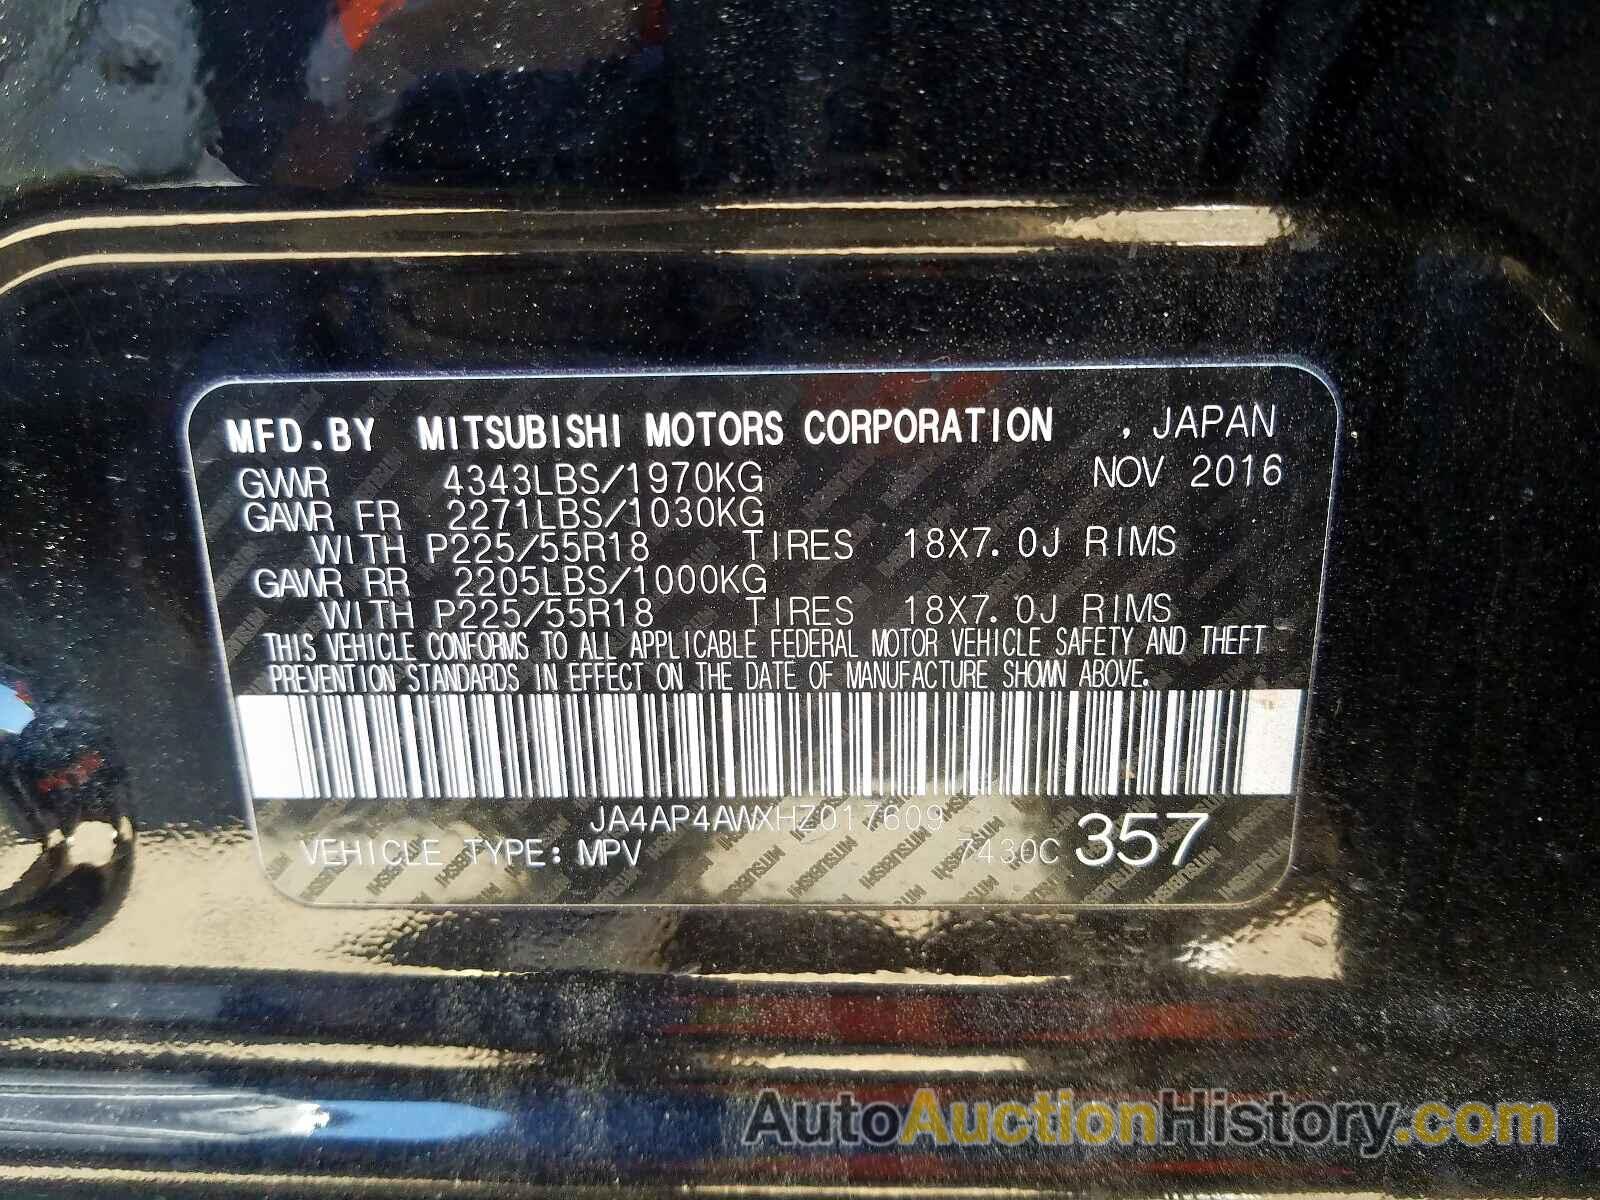 MFD.BY MITSUBISHI MOTORS CORPORATION , JAPAN
GVWR 4343LBS/1970KG NOV 2016
GAWR FR 2271LBS/1030KG
WITH P225/55R18 TIRES 18X7.0J RIMS
GAWR RR 2205LBS/1000KG
WITH P225/55R18 TIRES 18X7.0J RIMS
THIS VEHICLE CONFORMS TO ALL APPLICABLE FEDERAL MOTOR VEHICLE SAFETY AND THEFT
PREVENTION STANDARDS IN EFFECT ON THE DATE OF MANUFACTURE SHOWN ABOVE.
JA4AP4AWXHZ017609
VEHICLE TYPE: MPV 7430C 357
AutoAuctionHistory.com